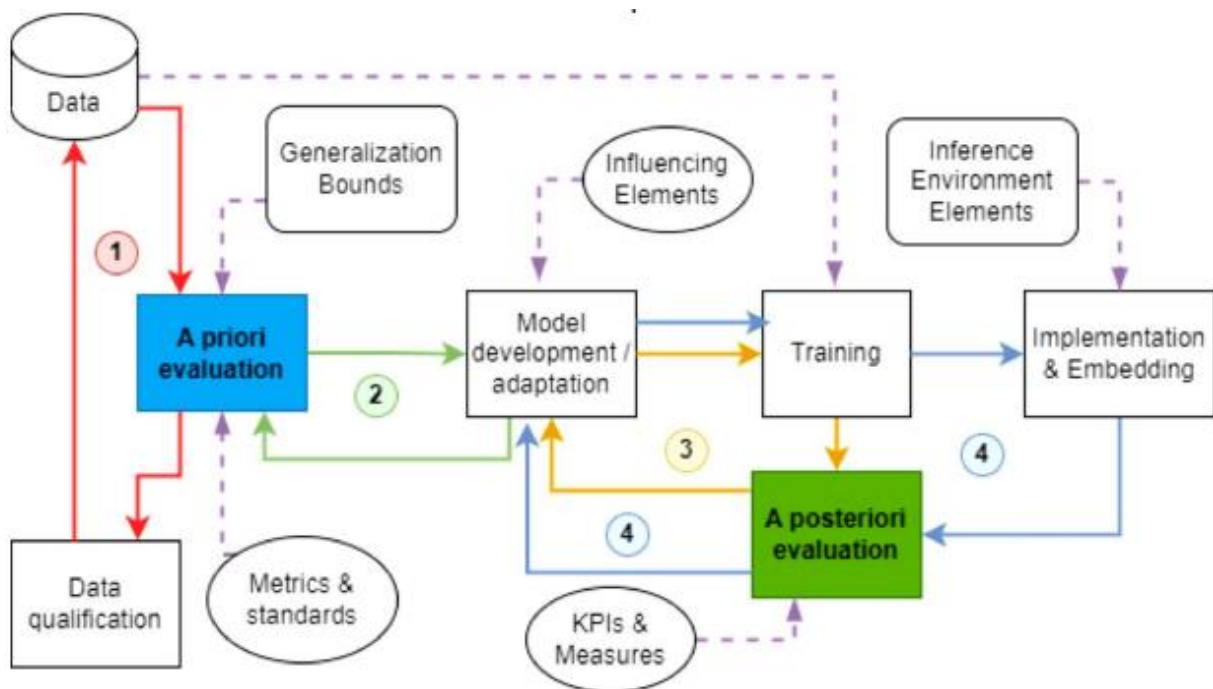 Data
Generalization
Bounds
Influencing
Elements
Inference
Environment
Elements
1
A priori
evaluation
2
Model
development /
adaptation
Training
Implementation
& Embedding
3
4
4
A posteriori
evaluation
Data
qualification
Metrics &
standards
KPIs &
Measures